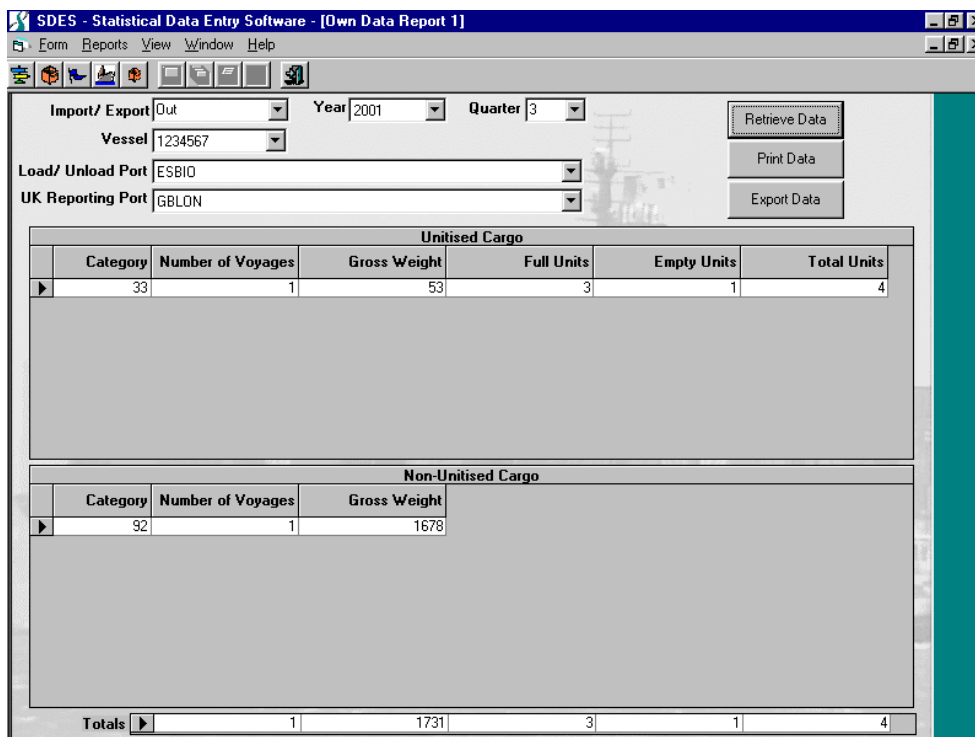 SDES - Statistical Data Entry Software - [Own Data Report 1]
Form Reports View Window Help
Import/ Export Out Year 2001 Quarter 3 Retrieve Data
Vessel 1234567
Print Data
Load/ Unload Port ESBIO
UK Reporting Port GBLON Export Data
Unitised Cargo
Category Number of Voyages Gross Weight Full Units Empty Units Total Units
33 1 53 3 1 4
Non-Unitised Cargo
Category Number of Voyages Gross Weight
92 1 1678
Totals 1 1731 3 1 4